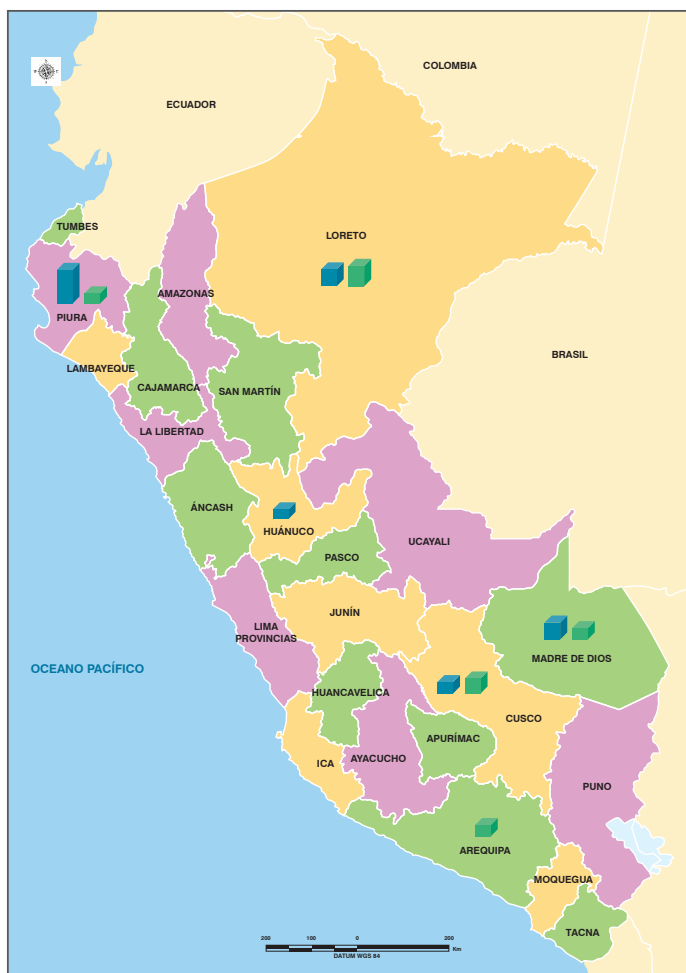 COLOMBIA
ECUADOR
TUMBES
LORETO
PIURA
AMAZONAS
BRASIL
LAMBAYEQUE
CAJAMARCA
SAN MARTÍN
LA LIBERTAD
ÁNCASH
HUÁNUCO
UCAYALI
PASCO
JUNÍN
LIMA
PROVINCIAS
MADRE DE DIOS
OCEANO PACÍFICO
HUANCAVELICA
CUSCO
APURÍMAC
ICA
AYACUCHO
PUNO
AREQUIPA
MOQUEGUA
TACNA
200 100 0 200
Km
DATUM WGS 84